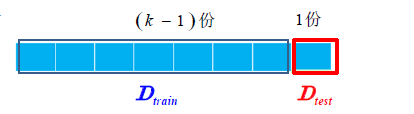 (k-1)份 1份
D_train D_test